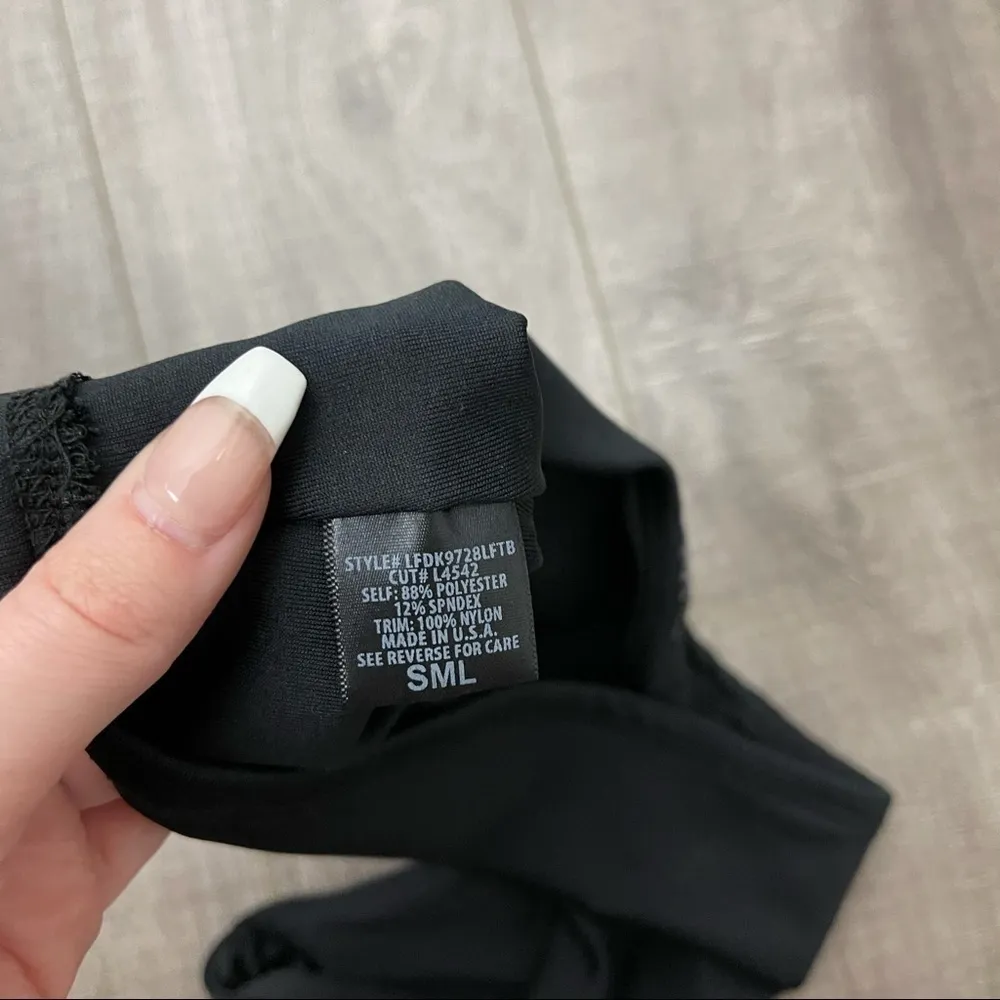 STYLE# LFDK9728LFTB
CUT# L4542
SELF: 88% POLYESTER
12% SPNDEX
TRIM: 100% NYLON
MADE IN U.S.A.
SEE REVERSE FOR CARE
SML